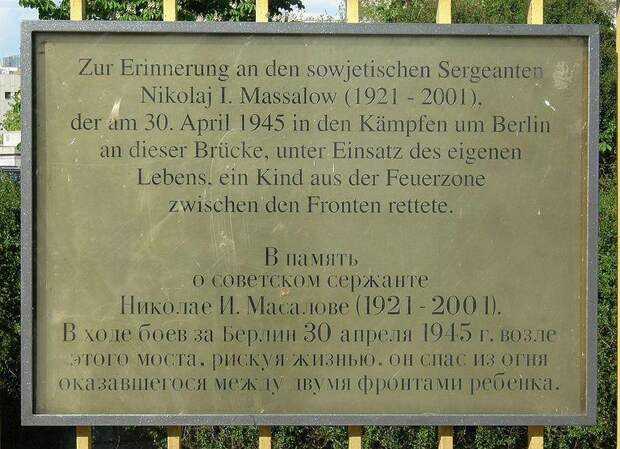 Zur Erinnerung an den sowjetischen Sergeanten
Nikolaj I. Massalow (1921 - 2001),
der am 30. April 1945 in den Kämpfen um Berlin
an dieser Brücke, unter Einsatz des eigenen
Lebens, ein Kind aus der Feuerzone
zwischen den Fronten rettete.
В память
о советском сержанте
Николае И. Масалове (1921 - 2001).
В ходе боев за Берлин 30 апреля 1945 г. возле
этого моста, рискуя жизнью, он спас из огня
оказавшегося между двумя фронтами ребенка.